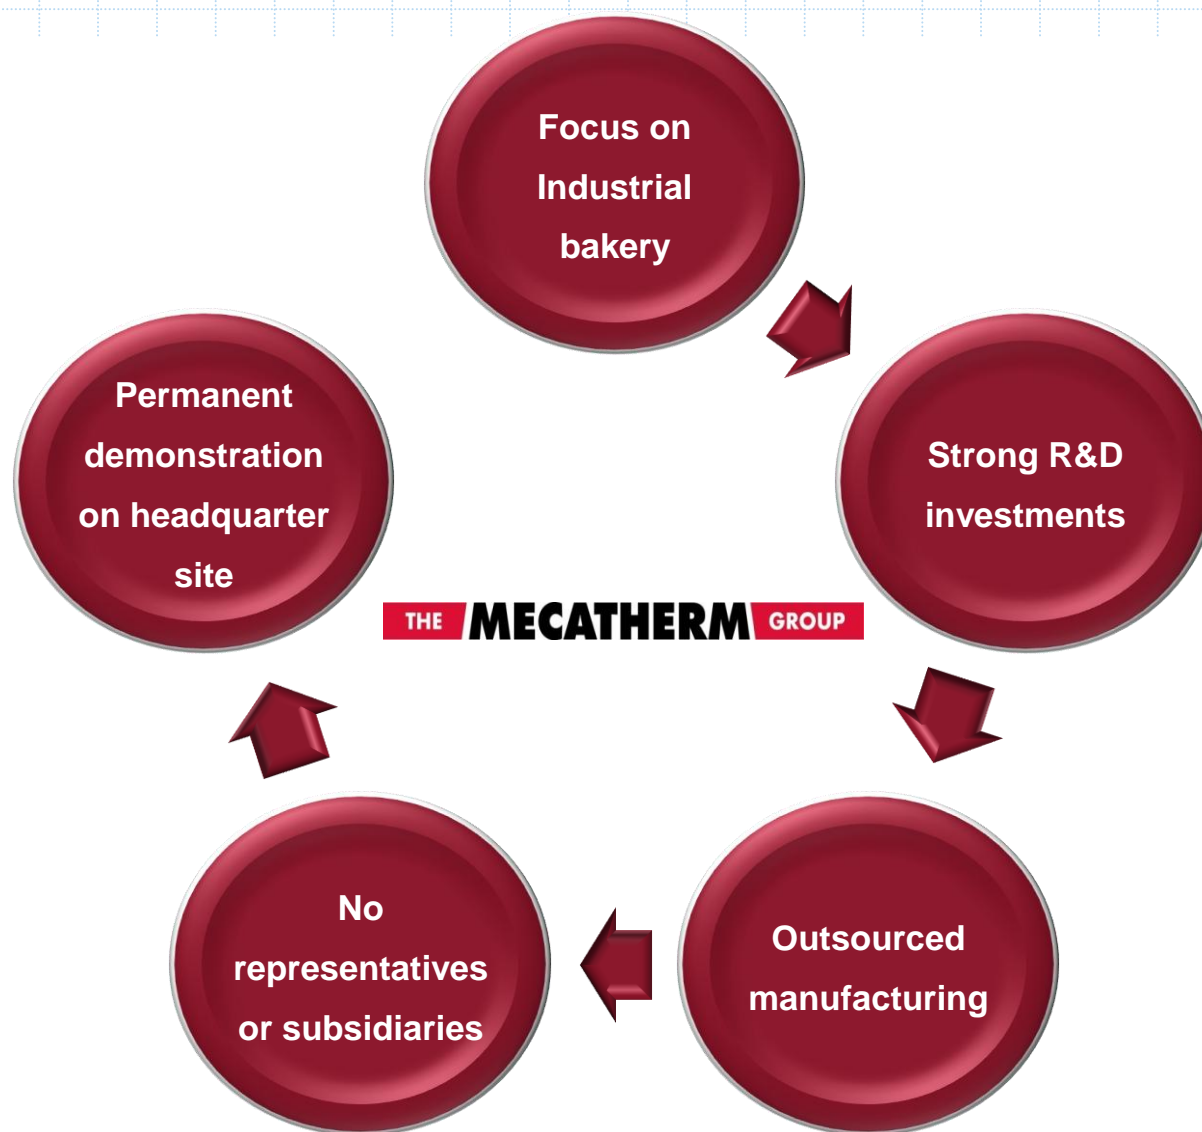 Focus on
Industrial
bakery
Strong R&D
investments
Outsourced
manufacturing
No
representatives
or subsidiaries
Permanent
demonstration
on headquarter
site
THE MECATHERM GROUP